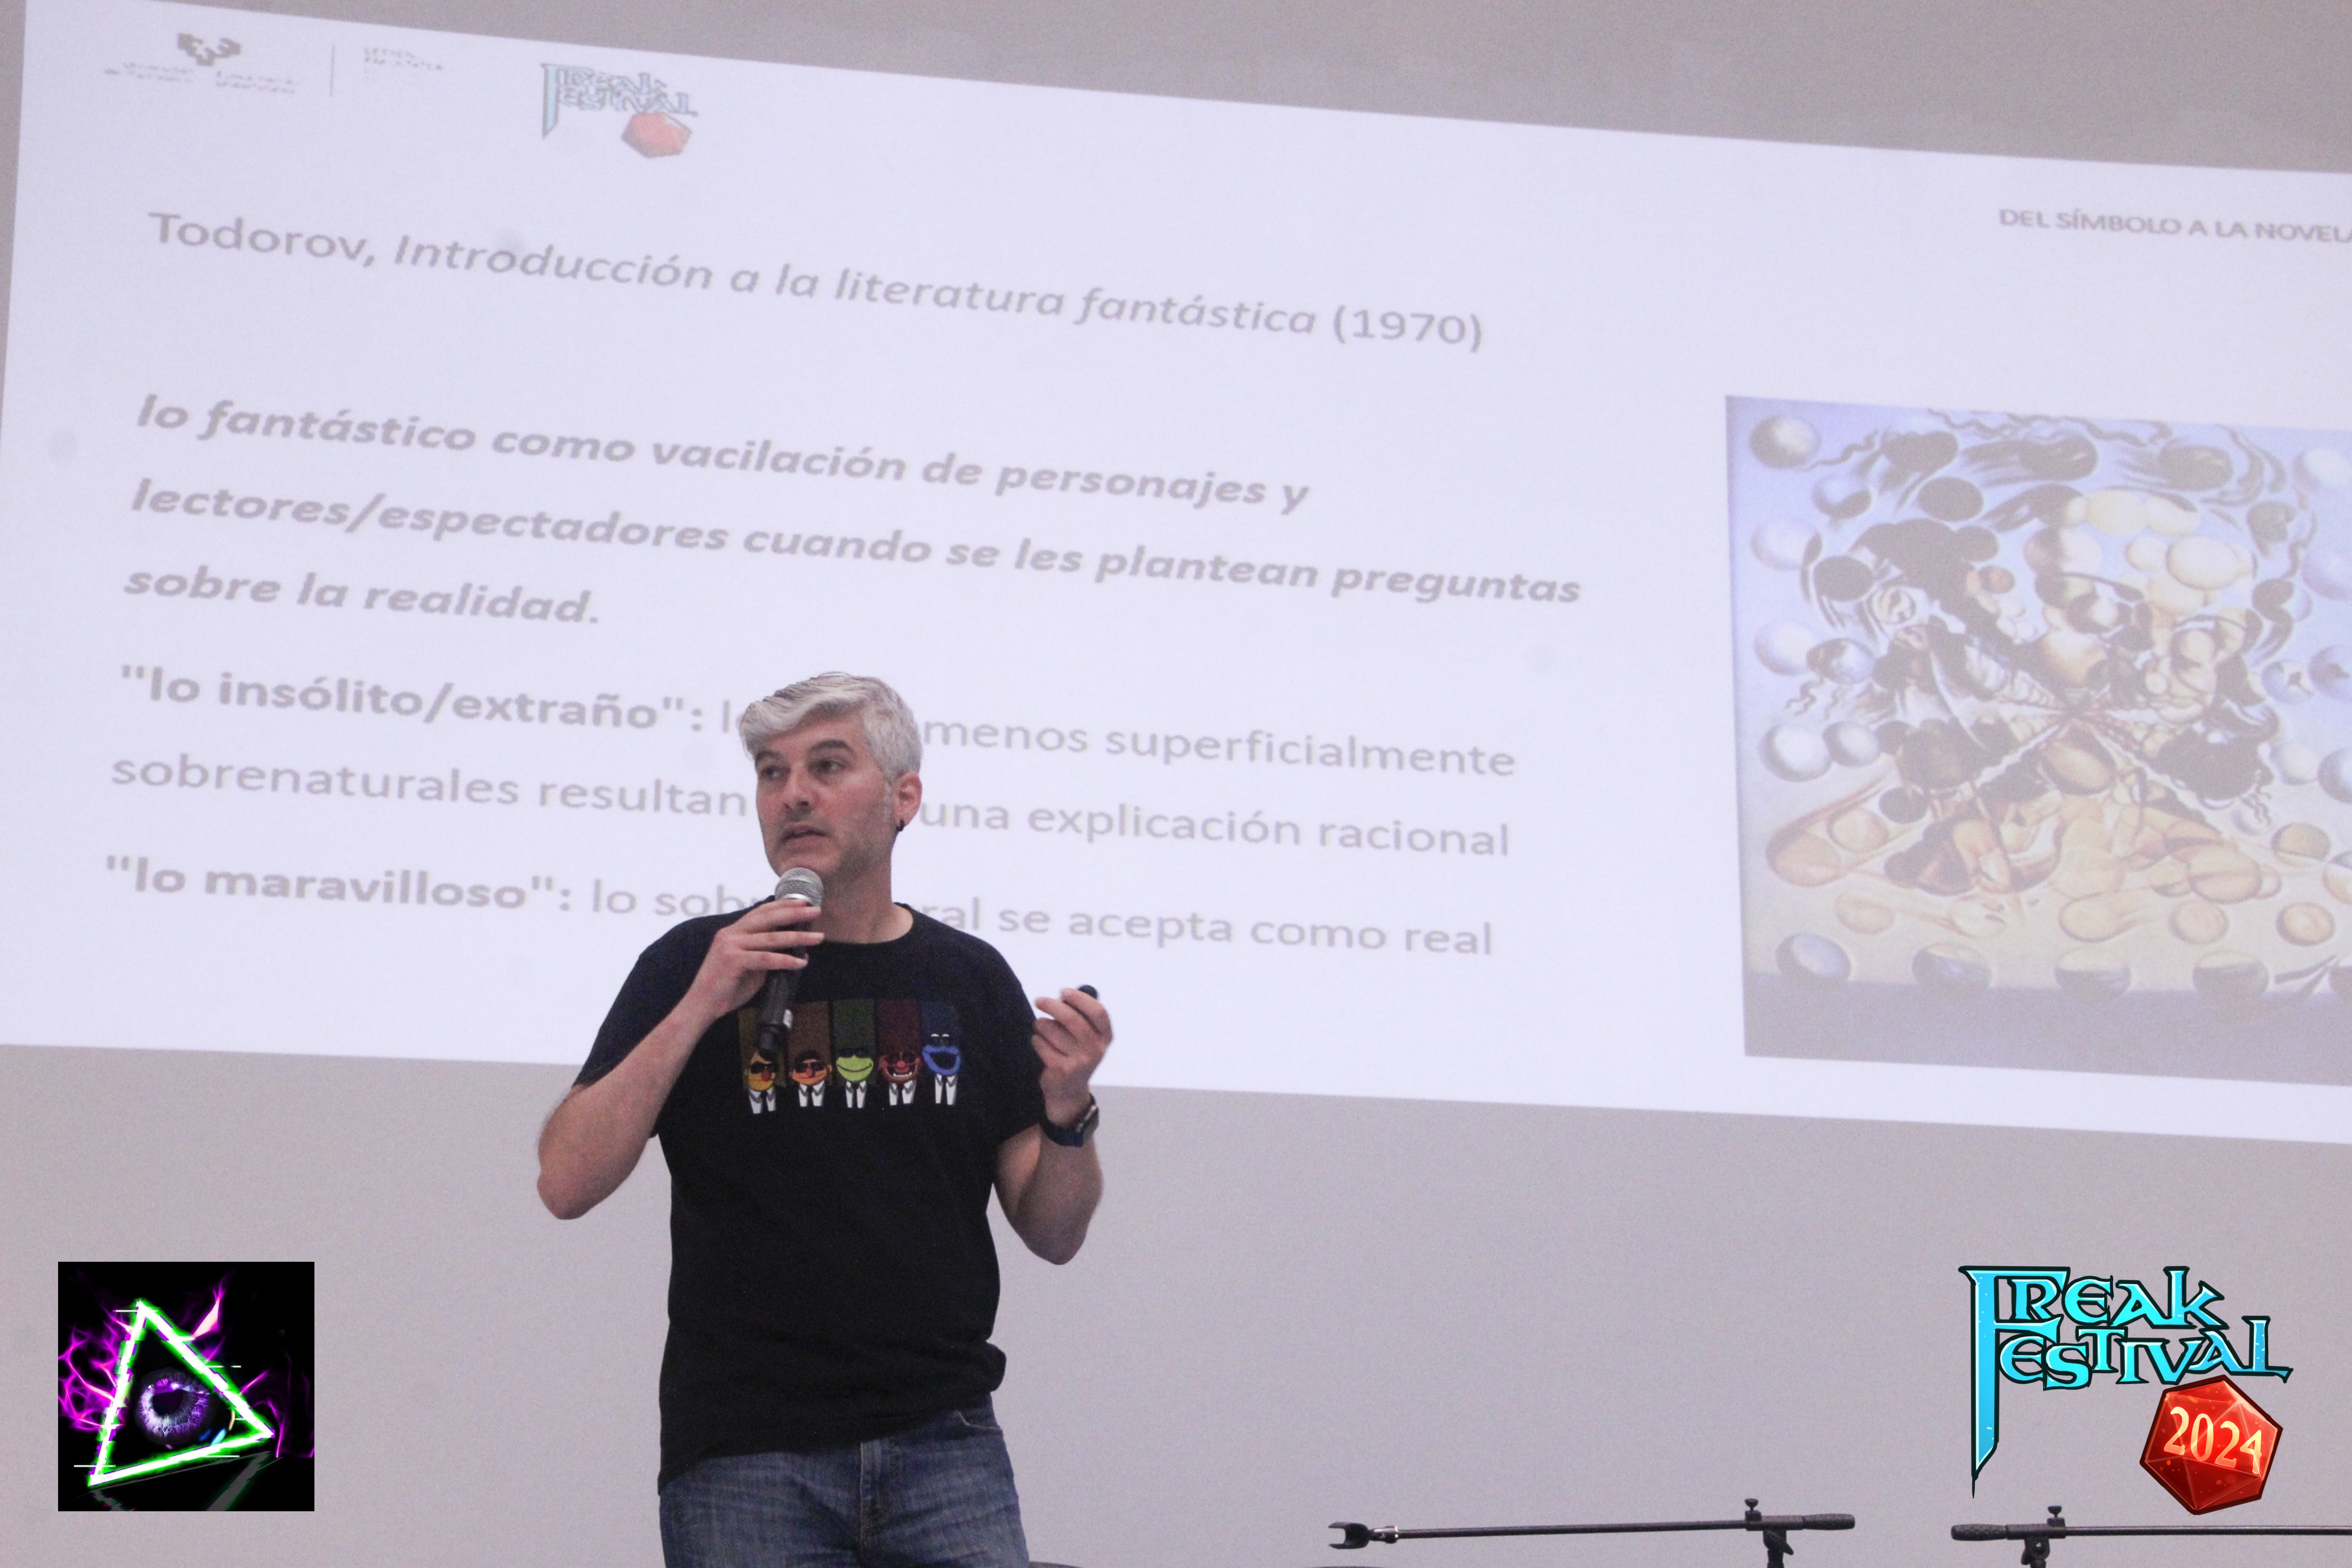 FREAK
FESTIVAL
DEL SÍMBOLO A LA
Todorov, Introducción a la literatura fantástica (1970)
lo fantástico como vacilación de personajes y
lectores/espectadores cuando se les plantean preguntas
sobre la realidad.
"lo insólito/extraño": superficialmente
sobrenaturales resultan una explicación racional
"lo maravilloso": lo se acepta como real
FREAK
FESTIVAL
2024